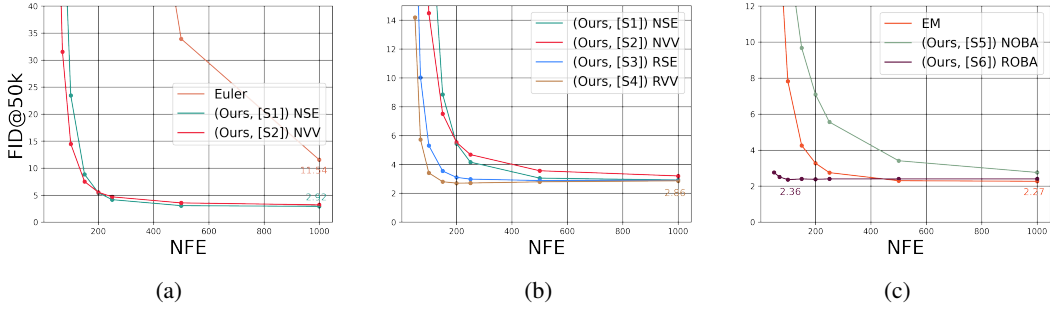 40
35
30
25
20
15
10
5
0
FID@50k
Euler
(Ours, [S1]) NSE
(Ours, [S2]) NVV
11.54
2.92
200
400
600
800
1000
NFE
(a)
14
12
10
8
6
4
2
0
(Ours, [S1]) NSE
(Ours, [S2]) NVV
(Ours, [S3]) RSE
(Ours, [S4]) RVV
2.86
200
400
600
800
1000
NFE
(b)
12
10
8
6
4
2
0
EM
(Ours, [S5]) NOBA
(Ours, [S6]) ROBA
2.36
2.27
200
400
600
800
1000
NFE
(c)